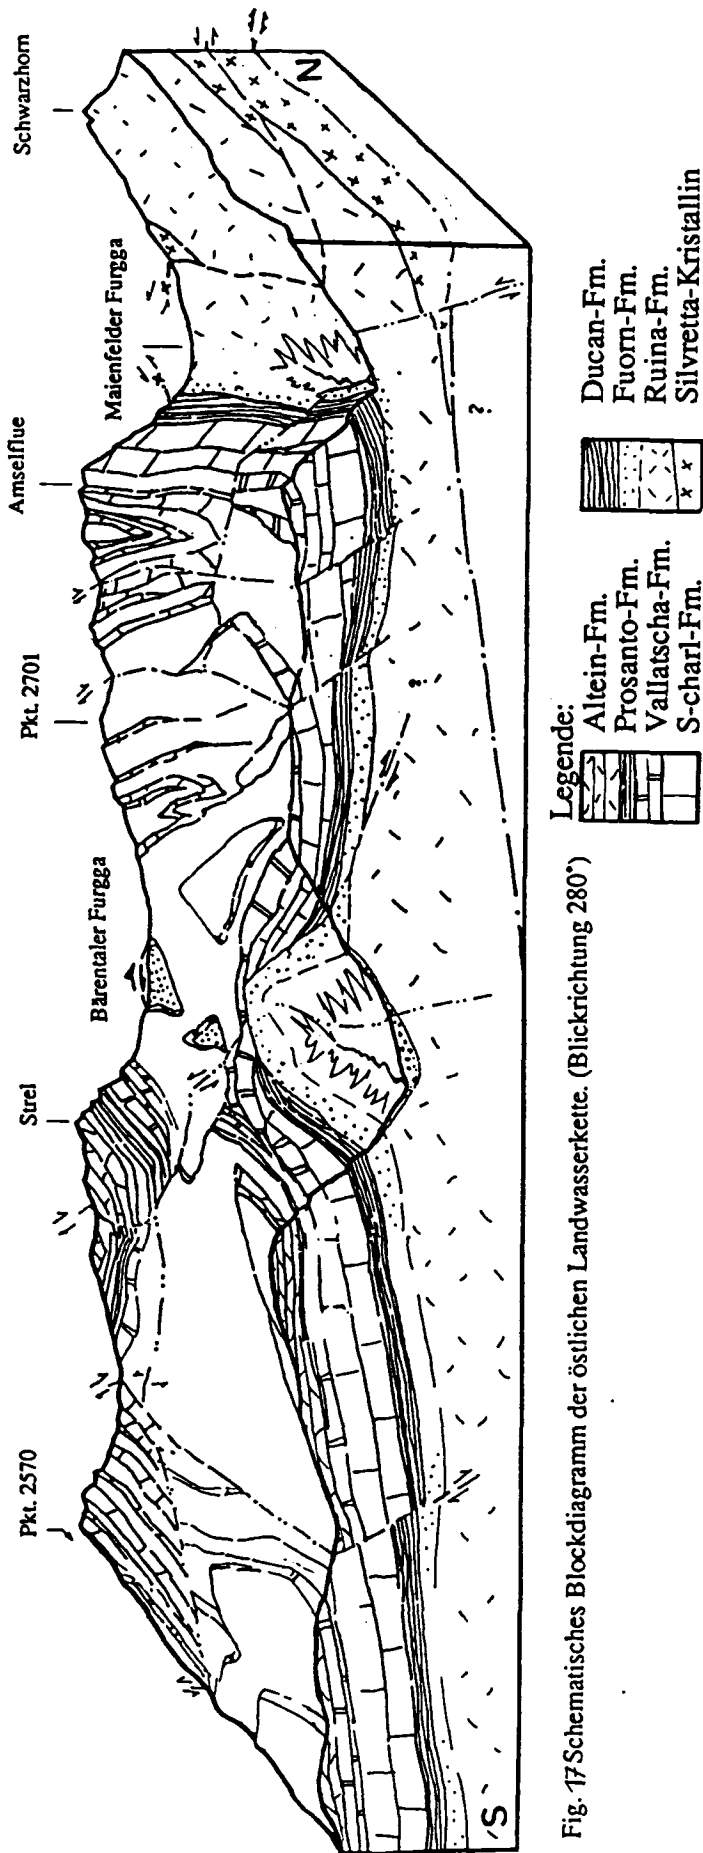 Pkt. 2570
Strel
Bärentaler Furgga
Pkt. 2701
Amselflue
Maienfelder Furgga
Schwarzhorn
S
N
?
?
Fig. 17 Schematisches Blockdiagramm der östlichen Landwasserkette. (Blickrichtung 280°)
Legende:
Altein-Fm.
Prosanto-Fm.
Vallatscha-Fm.
S-charl-Fm.
Ducan-Fm.
Fuorn-Fm.
Ruina-Fm.
Silvretta-Kristallin